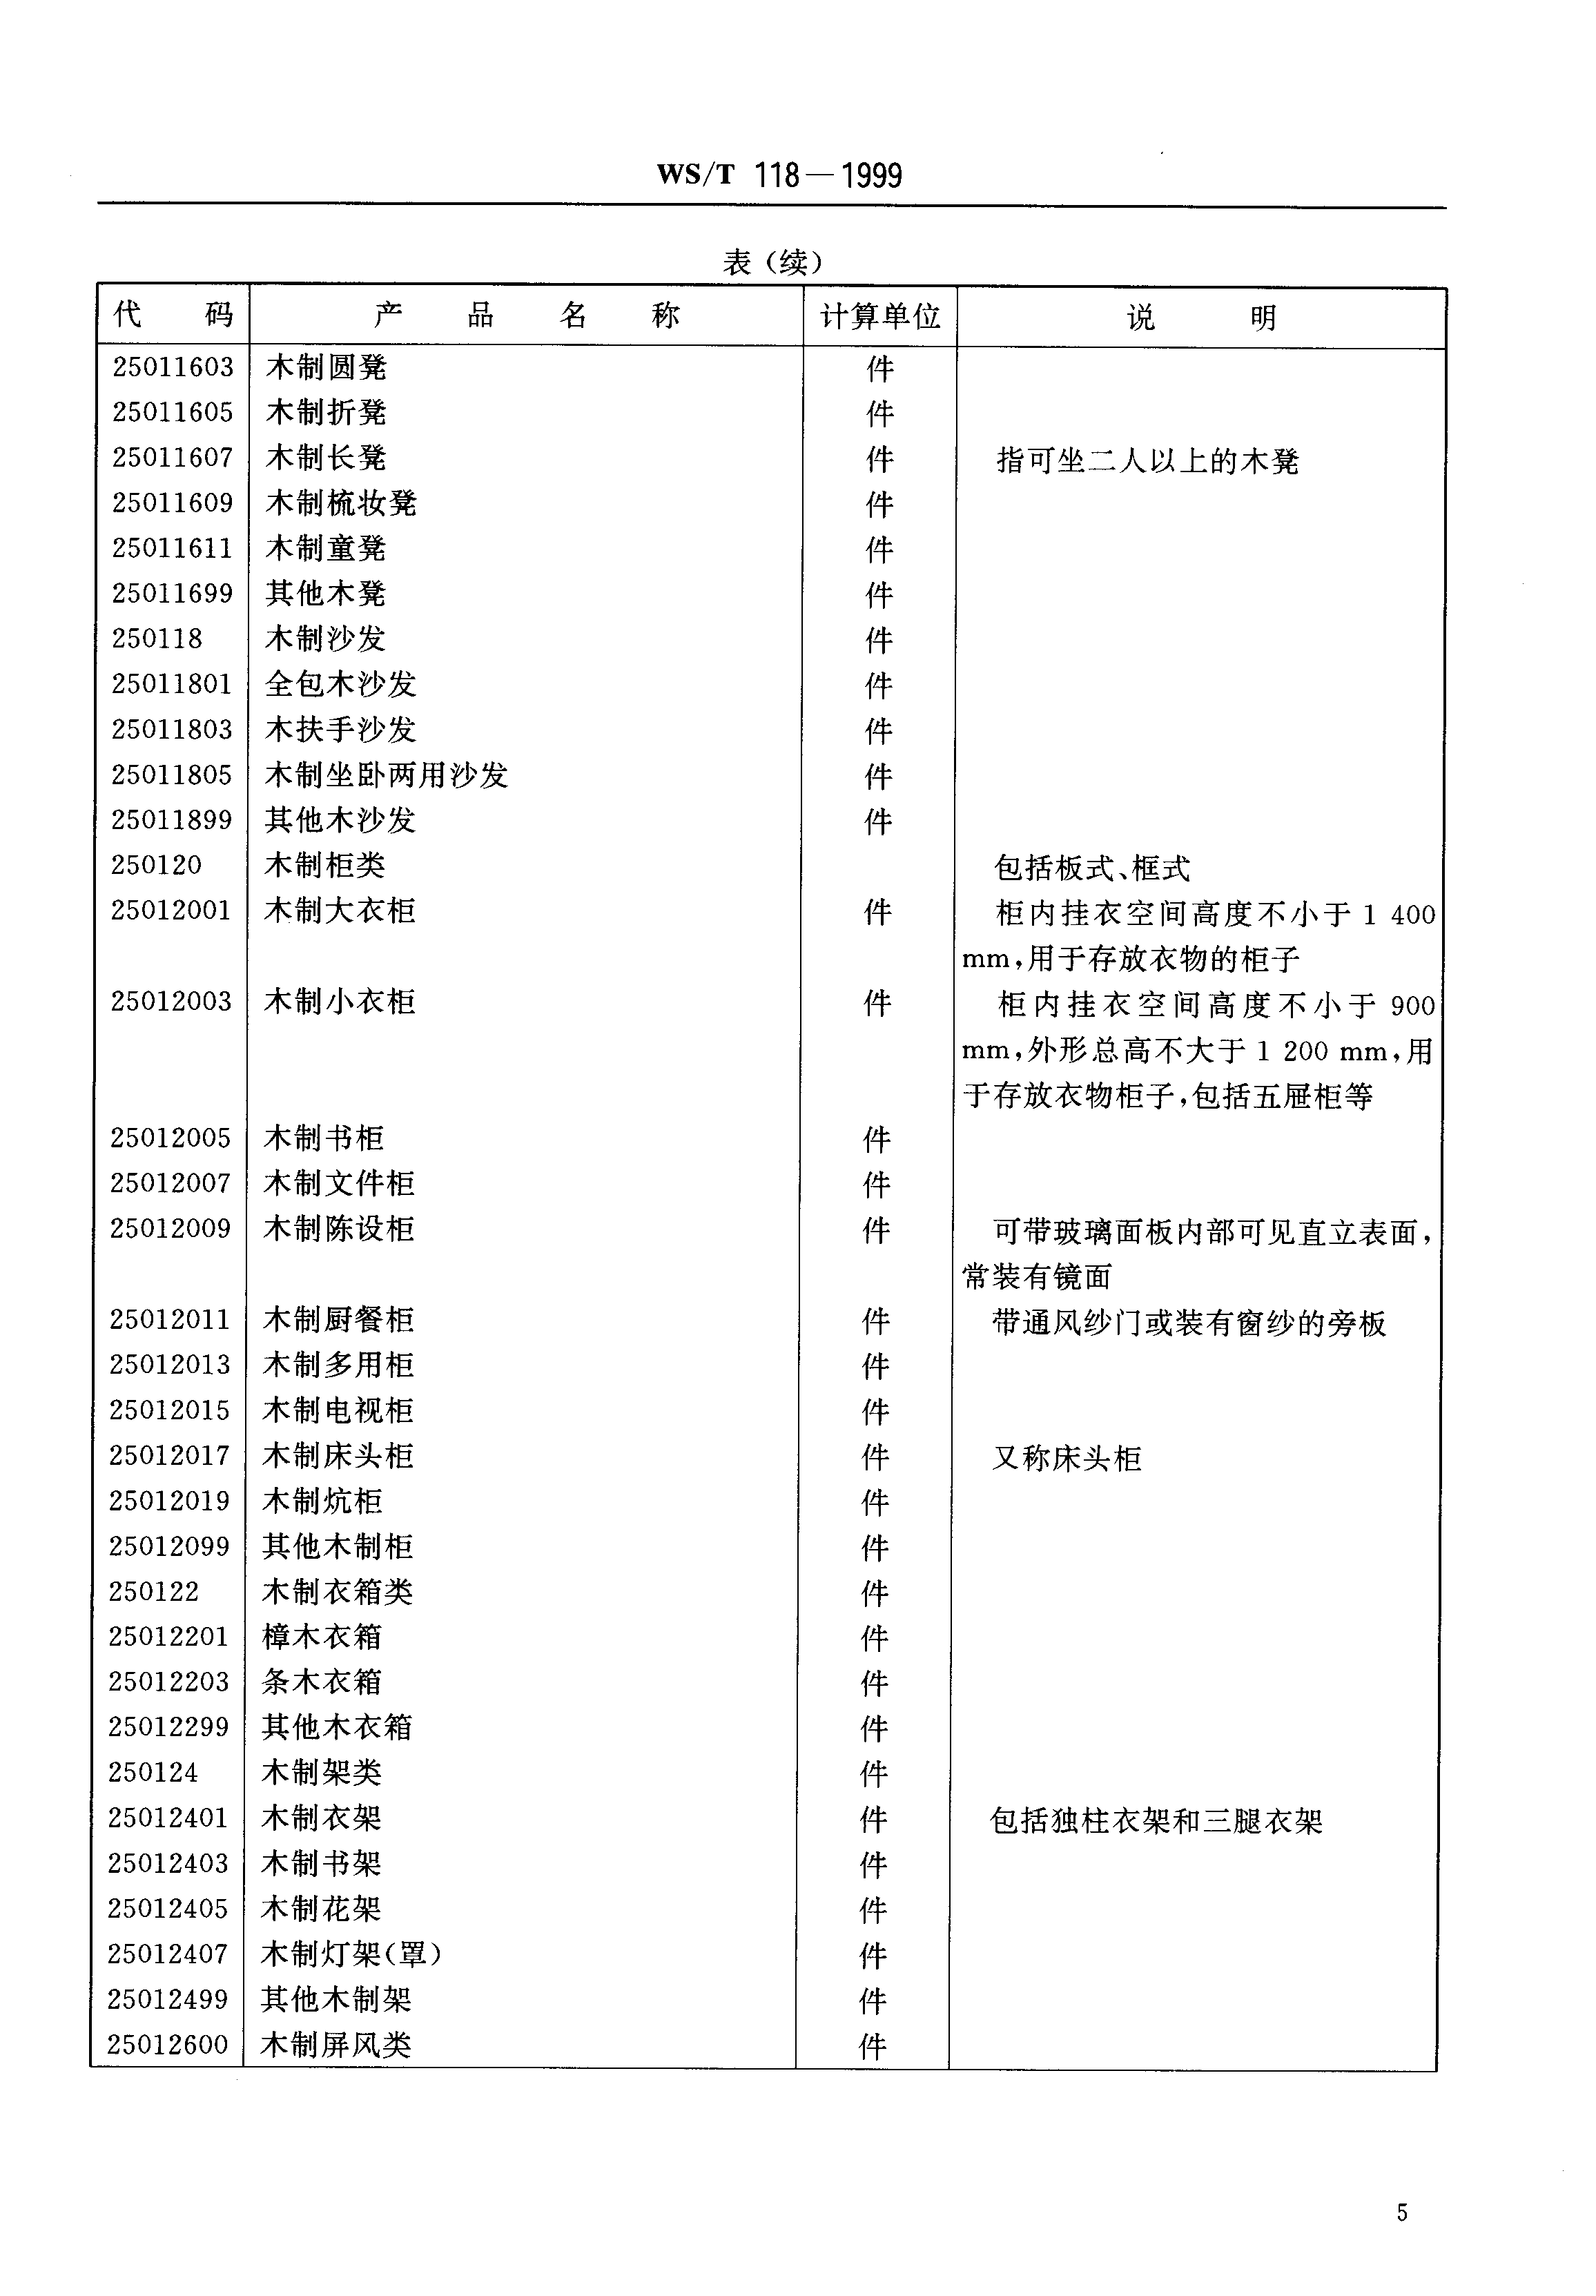 WS/T 118—1999
表(续)
代 码 产 品 名 称 计算单位 说 明
25011603 木制圆凳 件
25011605 木制折凳 件
25011607 木制长凳 件 指可坐二人以上的木凳
25011609 木制梳妆凳 件
25011611 木制童凳 件
25011699 其他木凳 件
250118 木制沙发 件
25011801 全包木沙发 件
25011803 木扶手沙发 件
25011805 木制坐卧两用沙发 件
25011899 其他木沙发 件
250120 木制柜类 包括板式、框式
25012001 木制大衣柜 件 柜内挂衣空间高度不小于1 400
mm,用于存放衣物的柜子
25012003 木制小衣柜 件 柜内挂衣空间高度不小于 900
mm,外形总高不大于1 200 mm,用
于存放衣物柜子,包括五屉柜等
25012005 木制书柜 件
25012007 木制文件柜 件
25012009 木制陈设柜 件 可带玻璃面板内部可见直立表面,
常装有镜面
25012011 木制厨餐柜 件 带通风纱门或装有窗纱的旁板
25012013 木制多用柜 件
25012015 木制电视柜 件
25012017 木制床头柜 件 又称床头柜
25012019 木制炕柜 件
25012099 其他木制柜 件
250122 木制衣箱类 件
25012201 樟木衣箱 件
25012203 条木衣箱 件
25012299 其他木衣箱 件
250124 木制架类 件
25012401 木制衣架 件 包括独柱衣架和三腿衣架
25012403 木制书架 件
25012405 木制花架 件
25012407 木制灯架(罩) 件
25012499 其他木制架 件
25012600 木制屏风类 件
5